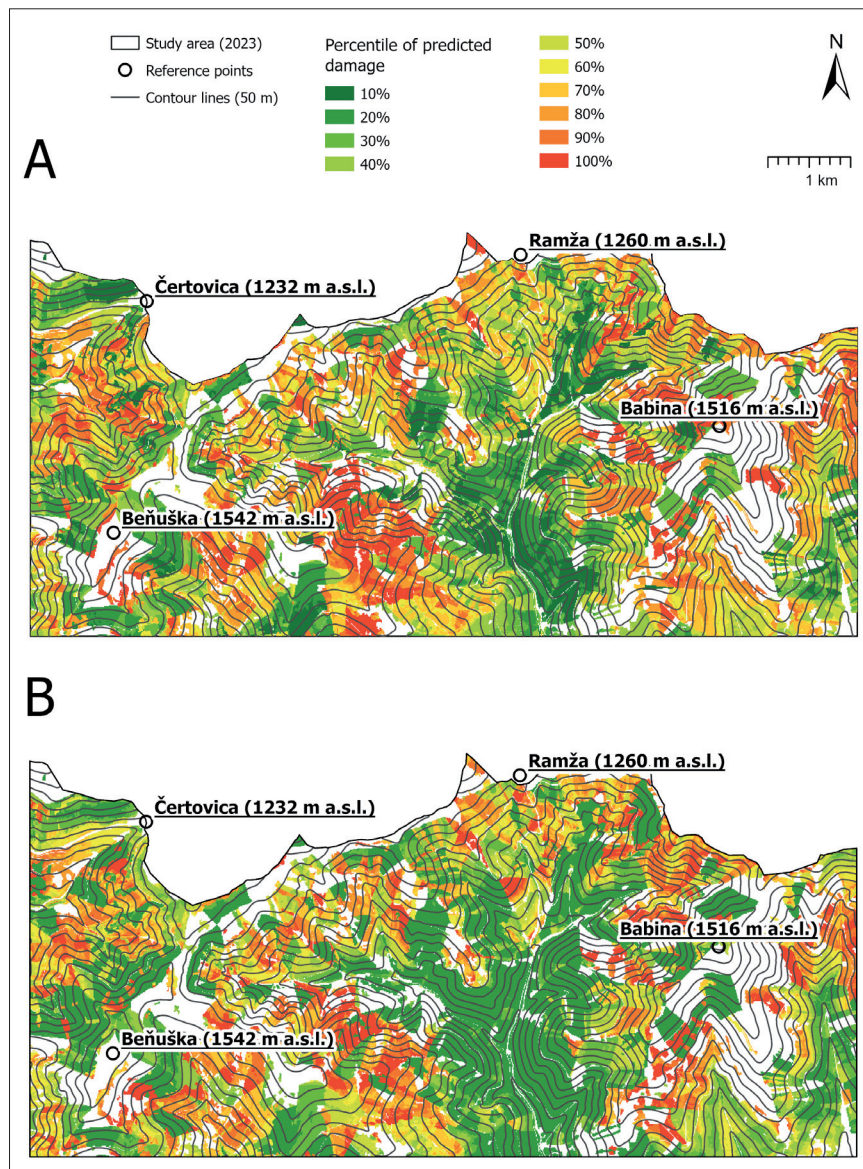 Study area (2023)
Reference points
Contour lines (50 m)
Percentile of predicted
damage
10%
20%
30%
40%
50%
60%
70%
80%
90%
100%
N
1 km
A
Ramža (1260 m a.s.l.)
Čertovica (1232 m a.s.l.)
Babina (1516 m a.s.l.)
Beňuška (1542 m a.s.l.)
B
Ramža (1260 m a.s.l.)
Čertovica (1232 m a.s.l.)
Babina (1516 m a.s.l.)
Beňuška (1542 m a.s.l.)